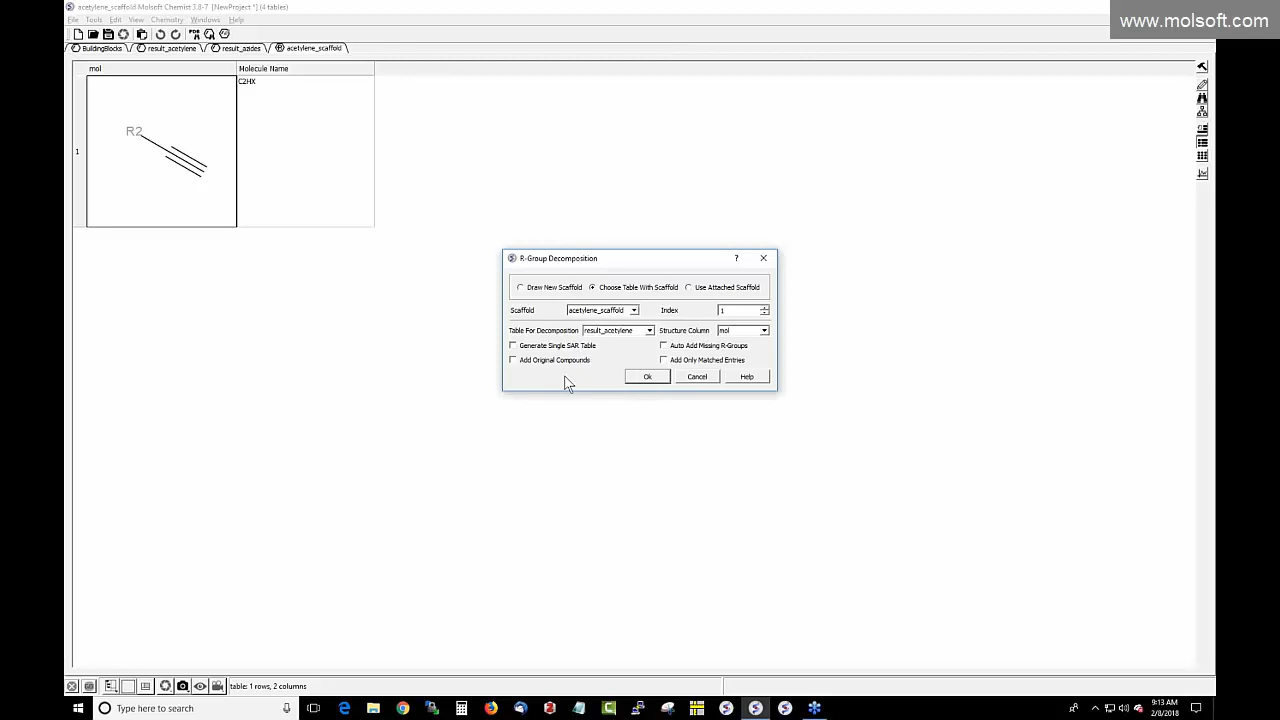 acetylene_scaffold Molsoft Chemist:3.8-7 [NewProject *] (4 tables)
www.molsoft.com
File Tools Edit View Chemistry Windows Help
BuildingBlocks result_acetylene result_azides acetylene_scaffold
mol Molecule Name
C2HX
R2
1
R-Group Decomposition ?
Draw New Scaffold Choose Table With Scaffold Use Attached Scaffold
Scaffold acetylene_scaffold Index 1
Table For Decomposition result_acetylene Structure Column mol
Generate Single SAR Table Auto Add Missing R-Groups
Add Original Compounds Add Only Matched Entries
Ok Cancel Help
table: 1 rows, 2 columns
Type here to search
9:13 AM
2/8/2018